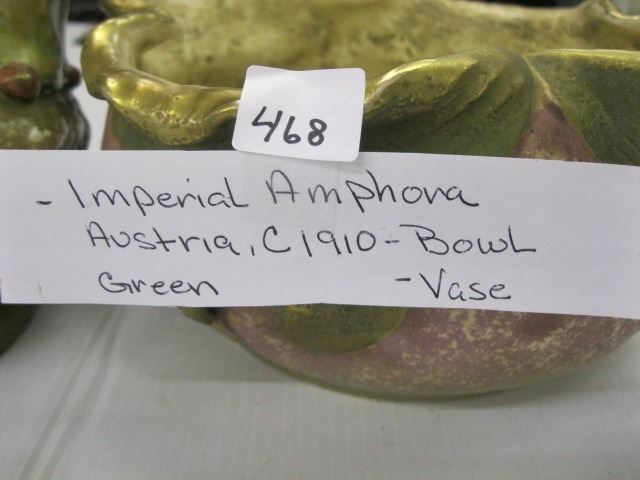 468
- Imperial Amphora
Austria, C1910 - Bowl
Green - Vase